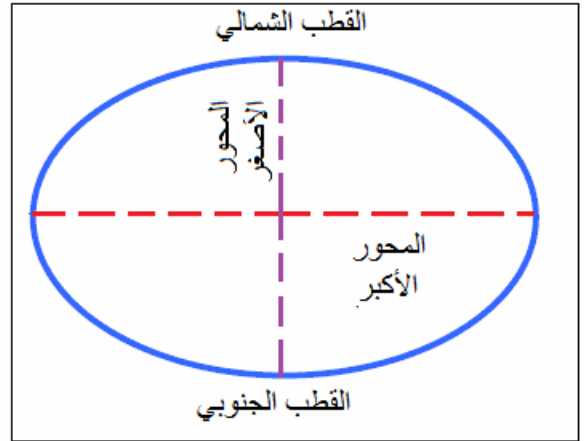 القطب الشمالي
المحور
الأصغر
المحور
الأكبر
القطب الجنوبي